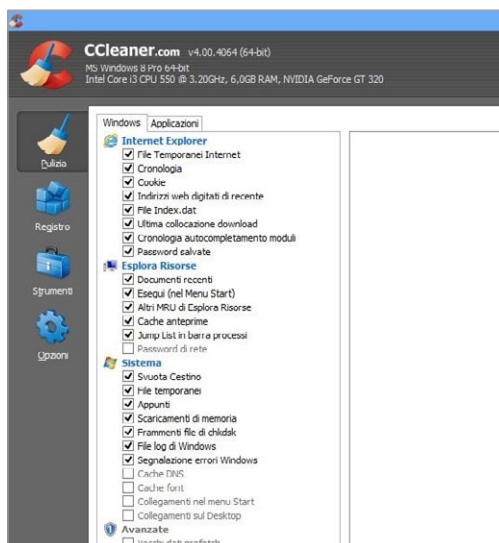 CCleaner.com v4.00.4064 (64-bit)
MS Windows 8 Pro 64-bit
Intel Core i3 CPU 550 @ 3.20GHz, 6,0GB RAM, NVIDIA GeForce GT 320
Pulizia
Registro
Strumenti
Opzioni
Windows Applicazioni
Internet Explorer
File Temporanei Internet
Cronologia
Cookie
Indirizzi web digitati di recente
File Index.dat
Ultima collocazione download
Cronologia autocompletamento moduli
Password salvate
Esplora Risorse
Documenti recenti
Esegui (nel Menu Start)
Altri MRU di Esplora Risorse
Cache anteprime
Jump List in barra processi
Password di rete
Sistema
Svuota Cestino
File temporanei
Appunti
Scaricamenti di memoria
Frammenti file di chkdsk
File log di Windows
Segnalazione errori Windows
Cache DNS
Cache font
Collegamenti nel menu Start
Collegamenti sul Desktop
Avanzate
Vecchi dati prefetch